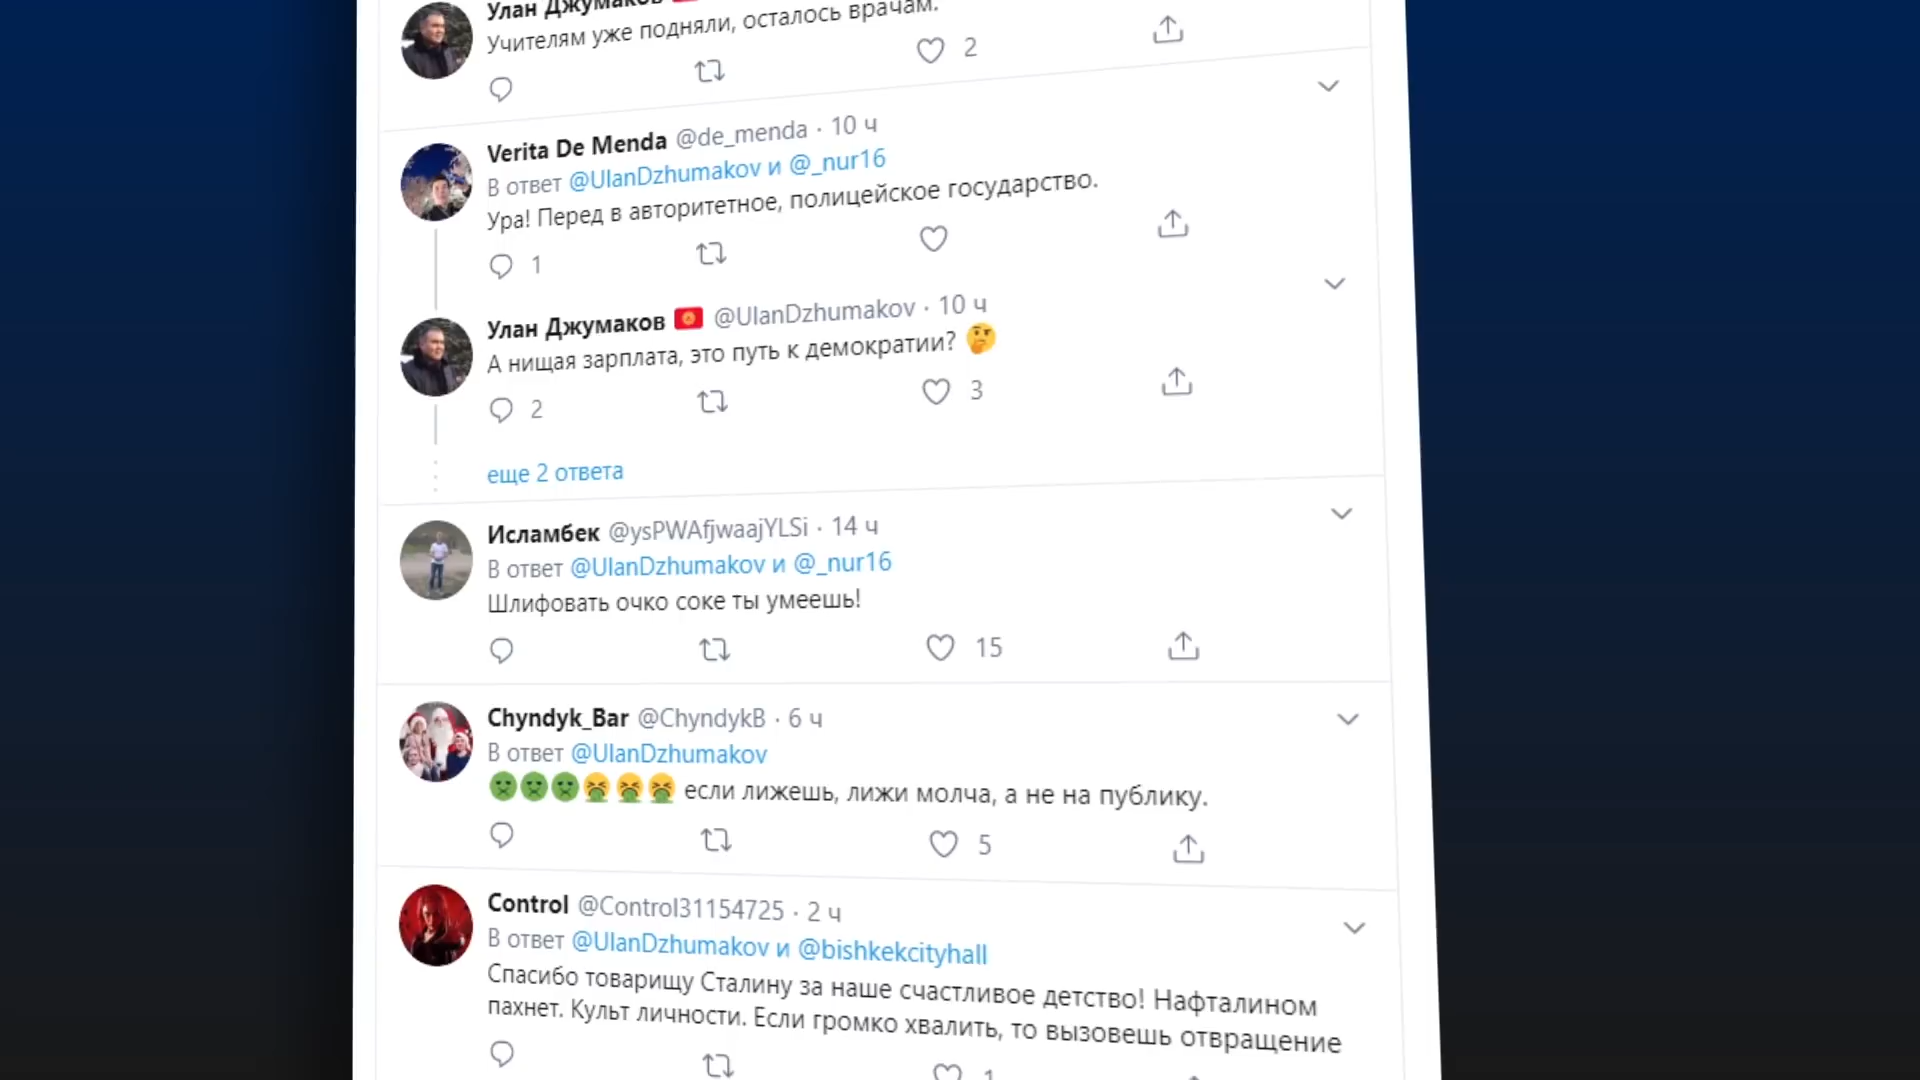 Улан Джумаков
Учителям уже подняли, осталось врачам.
2
Verita De Menda @de_menda · 10 ч
В ответ @UlanDzhumakov и @_nur16
Ура! Перед в авторитетное, полицейское государство.
1
Улан Джумаков @UlanDzhumakov · 10 ч
А нищая зарплата, это путь к демократии? 🤔
2 3
еще 2 ответа
Исламбек @ysPWAfjwaajYLSi · 14 ч
В ответ @UlanDzhumakov и @_nur16
Шлифовать очко соке ты умеешь!
15
Chyndyk_Bar @ChyndykB · 6 ч
В ответ @UlanDzhumakov
🤢🤢🤢🤮🤮🤮 если лижешь, лижи молча, а не на публику.
5
Control @Control31154725 · 2 ч
В ответ @UlanDzhumakov и @bishkekcityhall
Спасибо товарищу Сталину за наше счастливое детство! Нафталином
пахнет. Культ личности. Если громко хвалить, то вызовешь отвращение
1